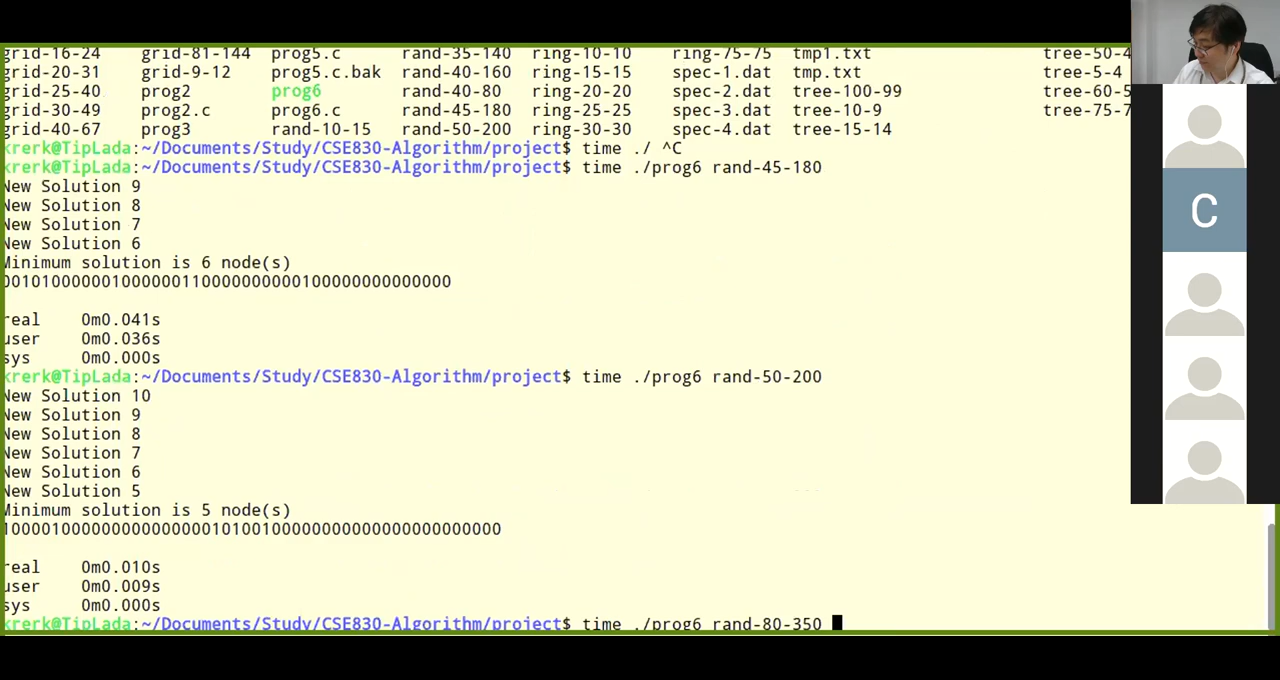 grid-16-24 grid-81-144 prog5.c rand-35-140 ring-10-10 ring-75-75 tmp1.txt tree-50-4
grid-20-31 grid-9-12 prog5.c.bak rand-40-160 ring-15-15 spec-1.dat tmp.txt tree-5-4
grid-25-40 prog2 prog6 rand-40-80 ring-20-20 spec-2.dat tree-100-99 tree-60-5
grid-30-49 prog2.c prog6.c rand-45-180 ring-25-25 spec-3.dat tree-10-9 tree-75-7
grid-40-67 prog3 rand-10-15 rand-50-200 ring-30-30 spec-4.dat tree-15-14
krerk@TipLada:~/Documents/Study/CSE830-Algorithm/project$ time ./ ^C
krerk@TipLada:~/Documents/Study/CSE830-Algorithm/project$ time ./prog6 rand-45-180
New Solution 9
New Solution 8
New Solution 7
New Solution 6
Minimum solution is 6 node(s)
001010000001000000110000000000100000000000000
real 0m0.041s
user 0m0.036s
sys 0m0.000s
krerk@TipLada:~/Documents/Study/CSE830-Algorithm/project$ time ./prog6 rand-50-200
New Solution 10
New Solution 9
New Solution 8
New Solution 7
New Solution 6
New Solution 5
Minimum solution is 5 node(s)
10000100000000000000010100100000000000000000000000
real 0m0.010s
user 0m0.009s
sys 0m0.000s
krerk@TipLada:~/Documents/Study/CSE830-Algorithm/project$ time ./prog6 rand-80-350
C